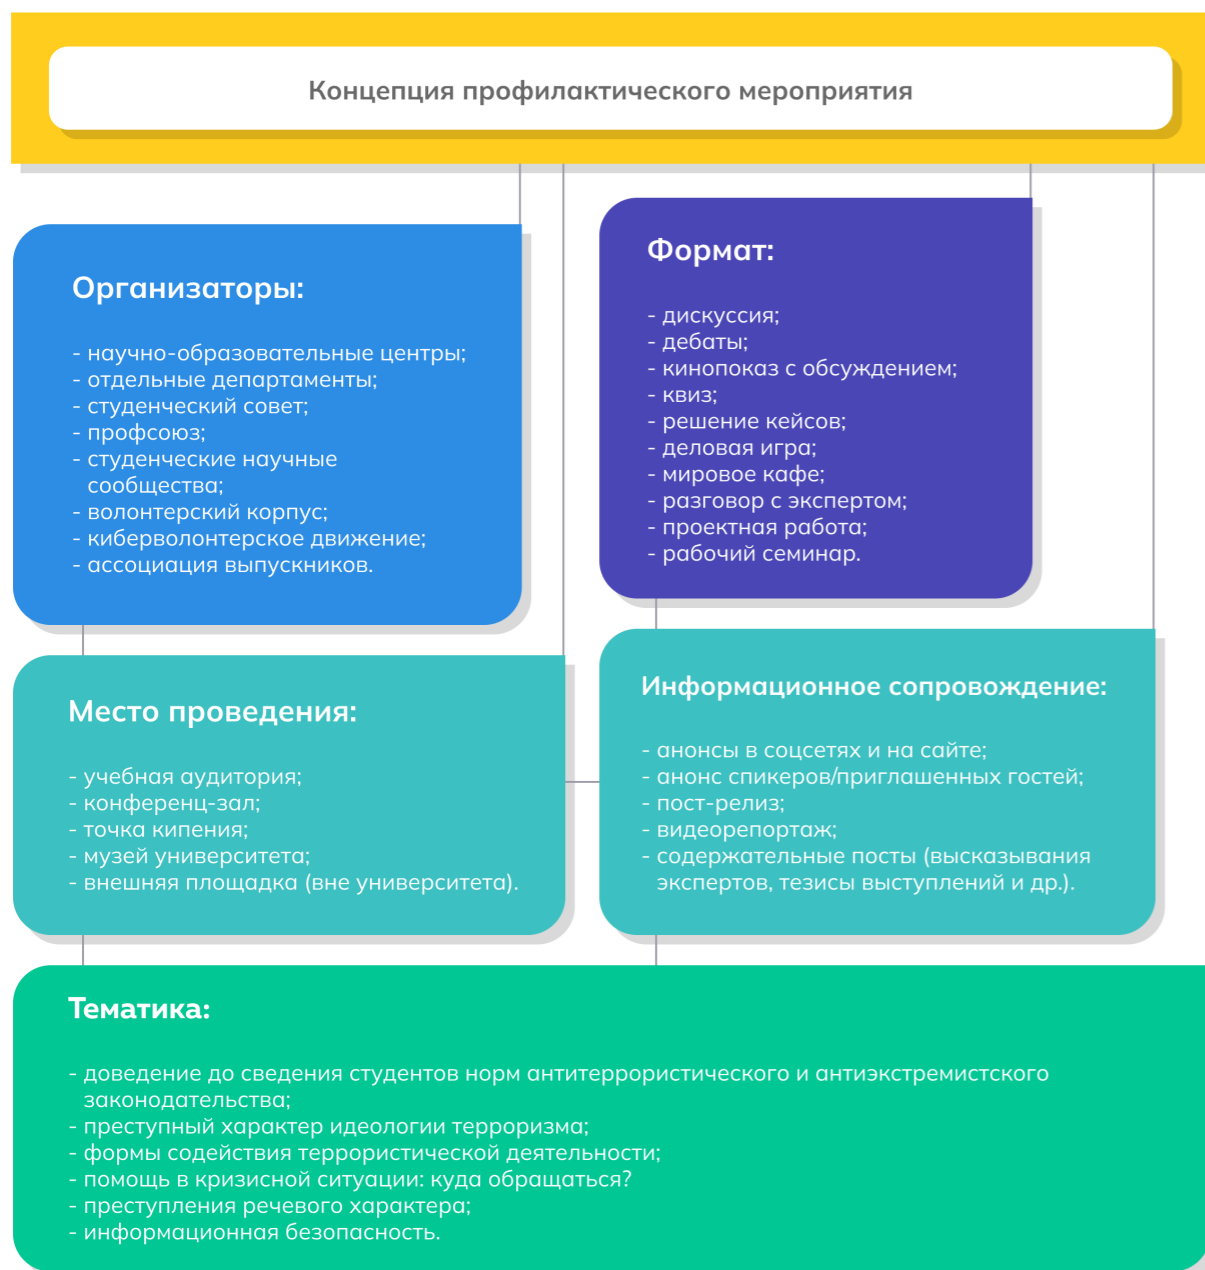 Концепция профилактического мероприятия
Организаторы:
- научно-образовательные центры;
- отдельные департаменты;
- студенческий совет;
- профсоюз;
- студенческие научные
сообщества;
- волонтерский корпус;
- киберволонтерское движение;
- ассоциация выпускников.
Формат:
- дискуссия;
- дебаты;
- кинопоказ с обсуждением;
- квиз;
- решение кейсов;
- деловая игра;
- мировое кафе;
- разговор с экспертом;
- проектная работа;
- рабочий семинар.
Место проведения:
- учебная аудитория;
- конференц-зал;
- точка кипения;
- музей университета;
- внешняя площадка (вне университета).
Информационное сопровождение:
- анонсы в соцсетях и на сайте;
- анонс спикеров/приглашенных гостей;
- пост-релиз;
- видеорепортаж;
- содержательные посты (высказывания
экспертов, тезисы выступлений и др.).
Тематика:
- доведение до сведения студентов норм антитеррористического и антиэкстремистского
законодательства;
- преступный характер идеологии терроризма;
- формы содействия террористической деятельности;
- помощь в кризисной ситуации: куда обращаться?
- преступления речевого характера;
- информационная безопасность.